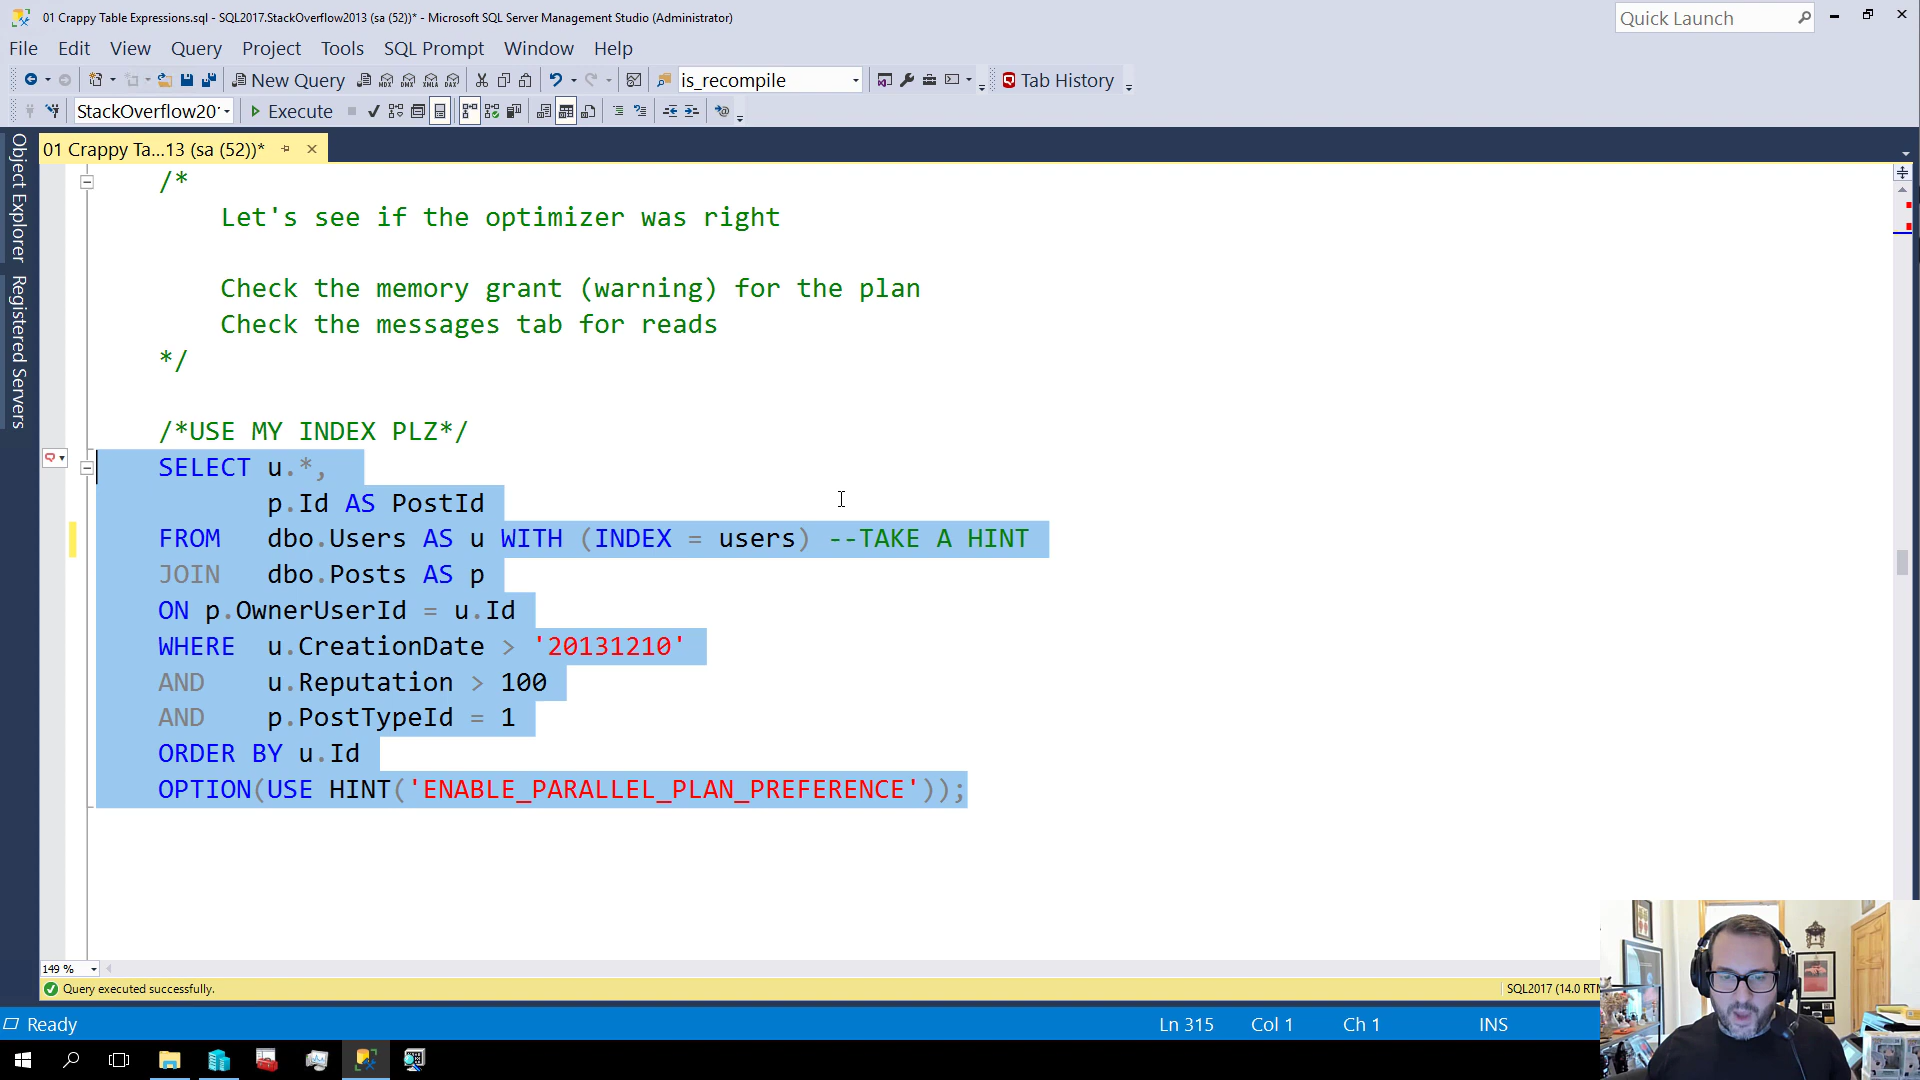 01 Crappy Table Expressions.sql - SQL2017.StackOverflow2013 (sa (52))* - Microsoft SQL Server Management Studio (Administrator)
Quick Launch
File Edit View Query Project Tools SQL Prompt Window Help
New Query
is_recompile
Tab History
StackOverflow20
Execute
01 Crappy Ta...13 (sa (52))*
Object Explorer
Registered Servers
/*
Let's see if the optimizer was right
Check the memory grant (warning) for the plan
Check the messages tab for reads
*/
/*USE MY INDEX PLZ*/
SELECT u.*,
p.Id AS PostId
FROM dbo.Users AS u WITH (INDEX = users) --TAKE A HINT
JOIN dbo.Posts AS p
ON p.OwnerUserId = u.Id
WHERE u.CreationDate > '20131210'
AND u.Reputation > 100
AND p.PostTypeId = 1
ORDER BY u.Id
OPTION(USE HINT('ENABLE_PARALLEL_PLAN_PREFERENCE'));
149 %
Query executed successfully.
SQL2017 (14.0 RTM
Ready
Ln 315
Col 1
Ch 1
INS